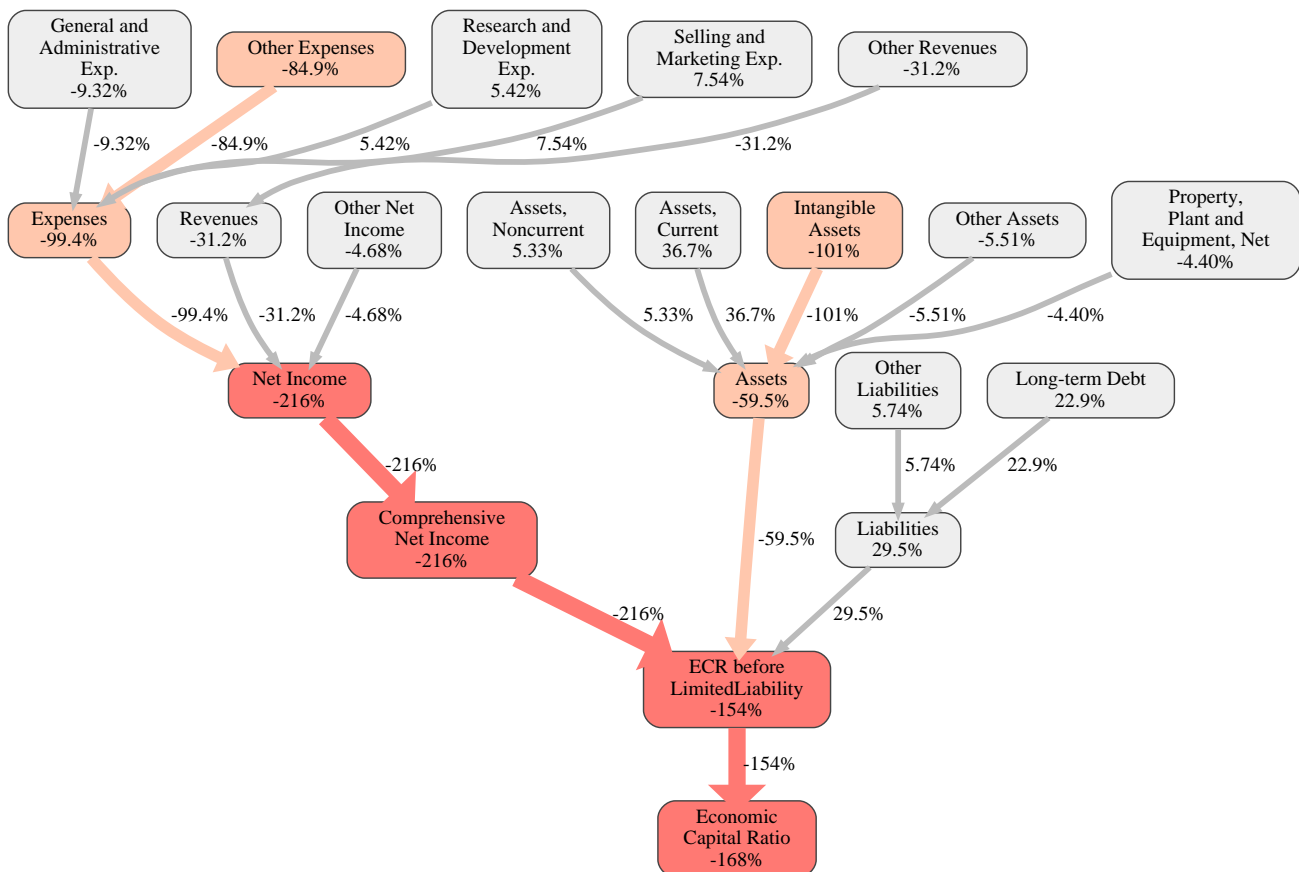 General and
Administrative
Exp.
-9.32%
Other Expenses
-84.9%
Research and
Development
Exp.
5.42%
Selling and
Marketing Exp.
7.54%
Other Revenues
-31.2%
-9.32%
-84.9%
5.42%
7.54%
-31.2%
Expenses
-99.4%
Revenues
-31.2%
Other Net
Income
-4.68%
Assets,
Noncurrent
5.33%
Assets,
Current
36.7%
Intangible
Assets
-101%
Other Assets
-5.51%
Property,
Plant and
Equipment, Net
-4.40%
-99.4%
-31.2%
-4.68%
5.33%
36.7%
-101%
-5.51%
-4.40%
Net Income
-216%
Assets
-59.5%
Other
Liabilities
5.74%
Long-term Debt
22.9%
-216%
5.74%
22.9%
Comprehensive
Net Income
-216%
-59.5%
Liabilities
29.5%
-216%
29.5%
ECR before
LimitedLiability
-154%
-154%
Economic
Capital Ratio
-168%